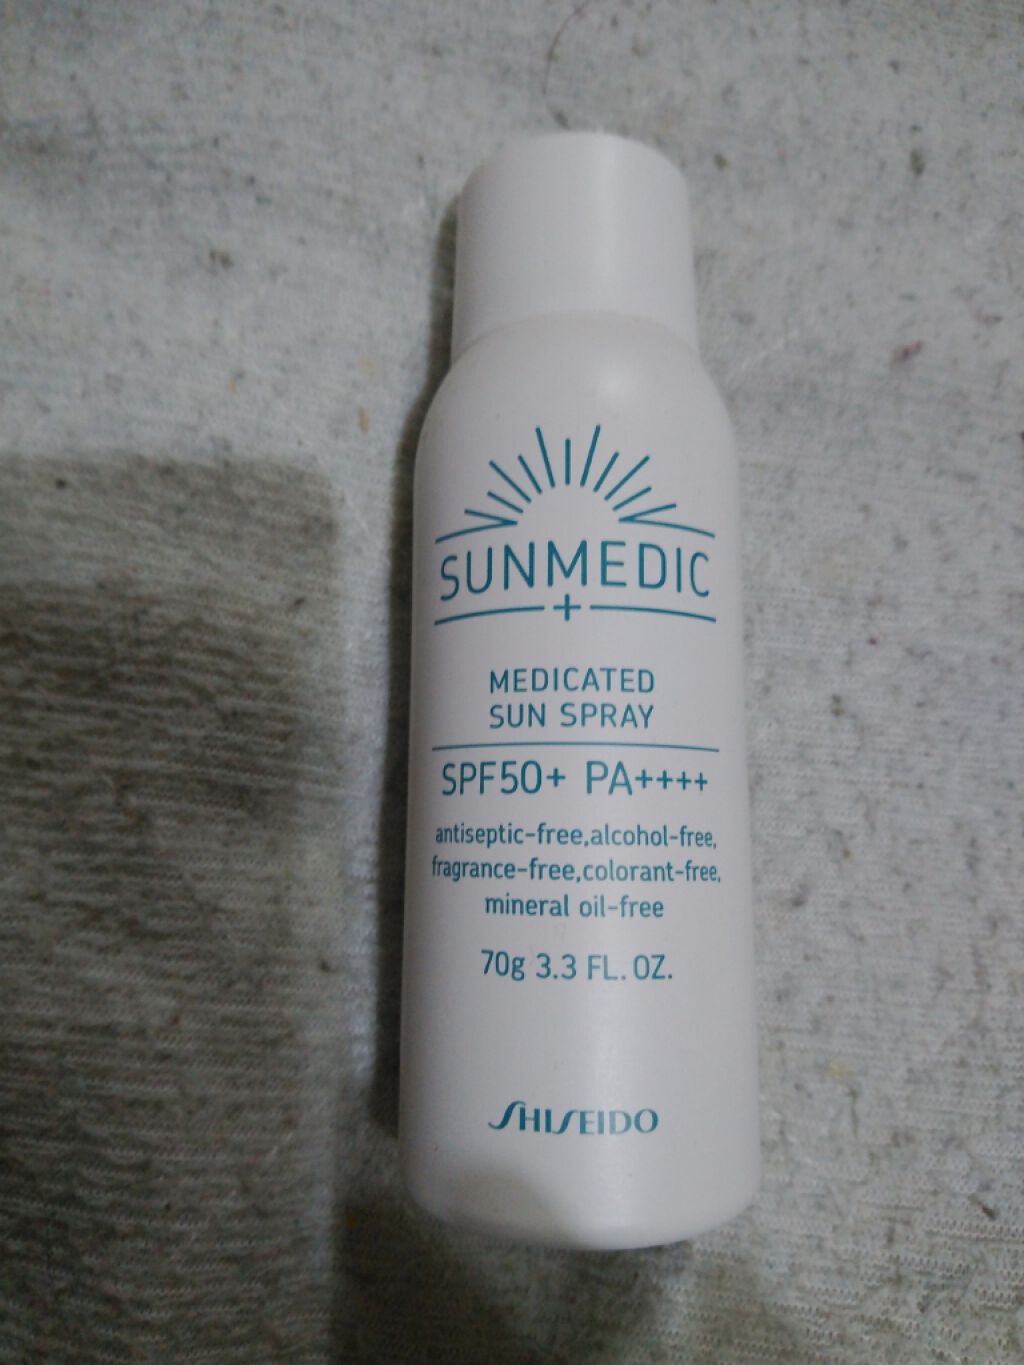 SUNMEDIC
+
MEDICATED
SUN SPRAY
SPF50+ PA++++
antiseptic-free,alcohol-free,
fragrance-free,colorant-free,
mineral oil-free
70g 3.3 FL. OZ.
SHISEIDO